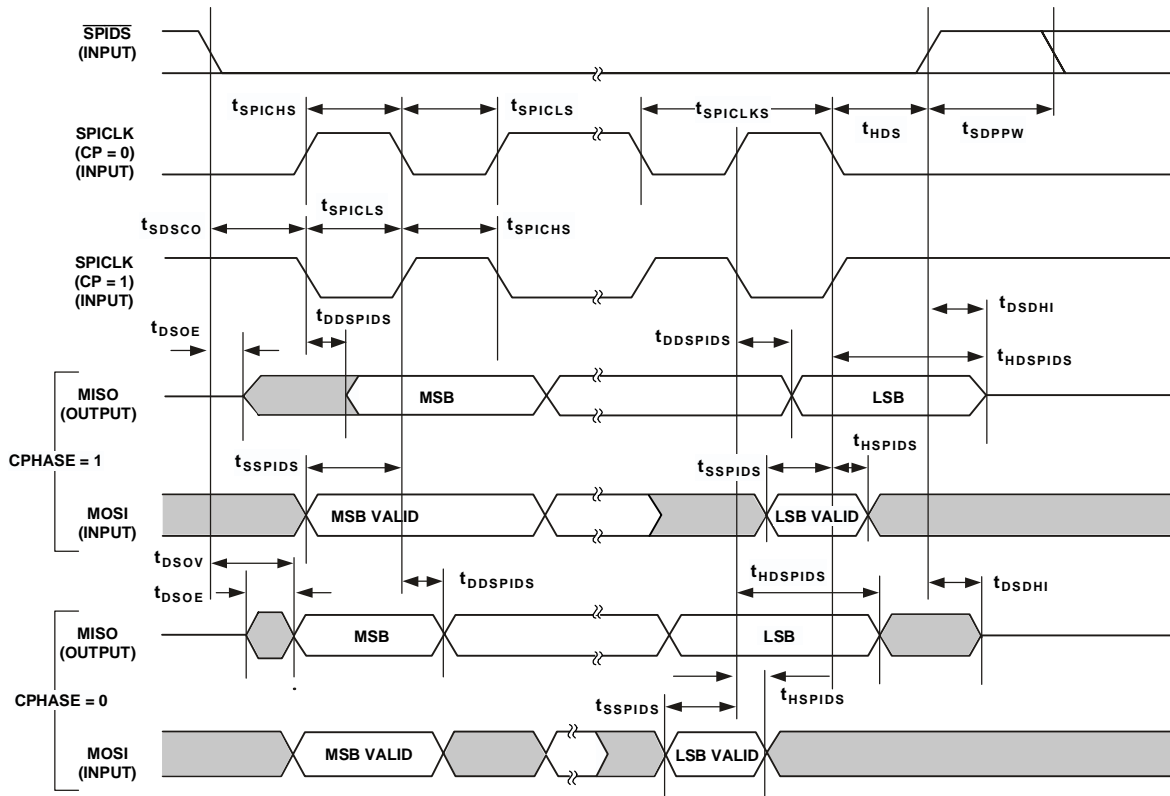 SPIDS
(INPUT)
tSPICHS
tSPICLS
tSPICLKS
tHDS
tSDPPW
SPICLK
(CP = 0)
(INPUT)
tSDSCO
tSPICLS
tSPICHS
SPICLK
(CP = 1)
(INPUT)
tDSOE
tDDSPIDS
tDDSPIDS
tDSDHI
tHDSPIDS
MISO
(OUTPUT)
MSB
LSB
CPHASE = 1
tSSPIDS
tSSPIDS
tHSPIDS
MOSI
(INPUT)
MSB VALID
LSB VALID
tDSOV
tDSOE
tDDSPIDS
tHDSPIDS
tDSDHI
MISO
(OUTPUT)
MSB
LSB
CPHASE = 0
tSSPIDS
tHSPIDS
MOSI
(INPUT)
MSB VALID
LSB VALID